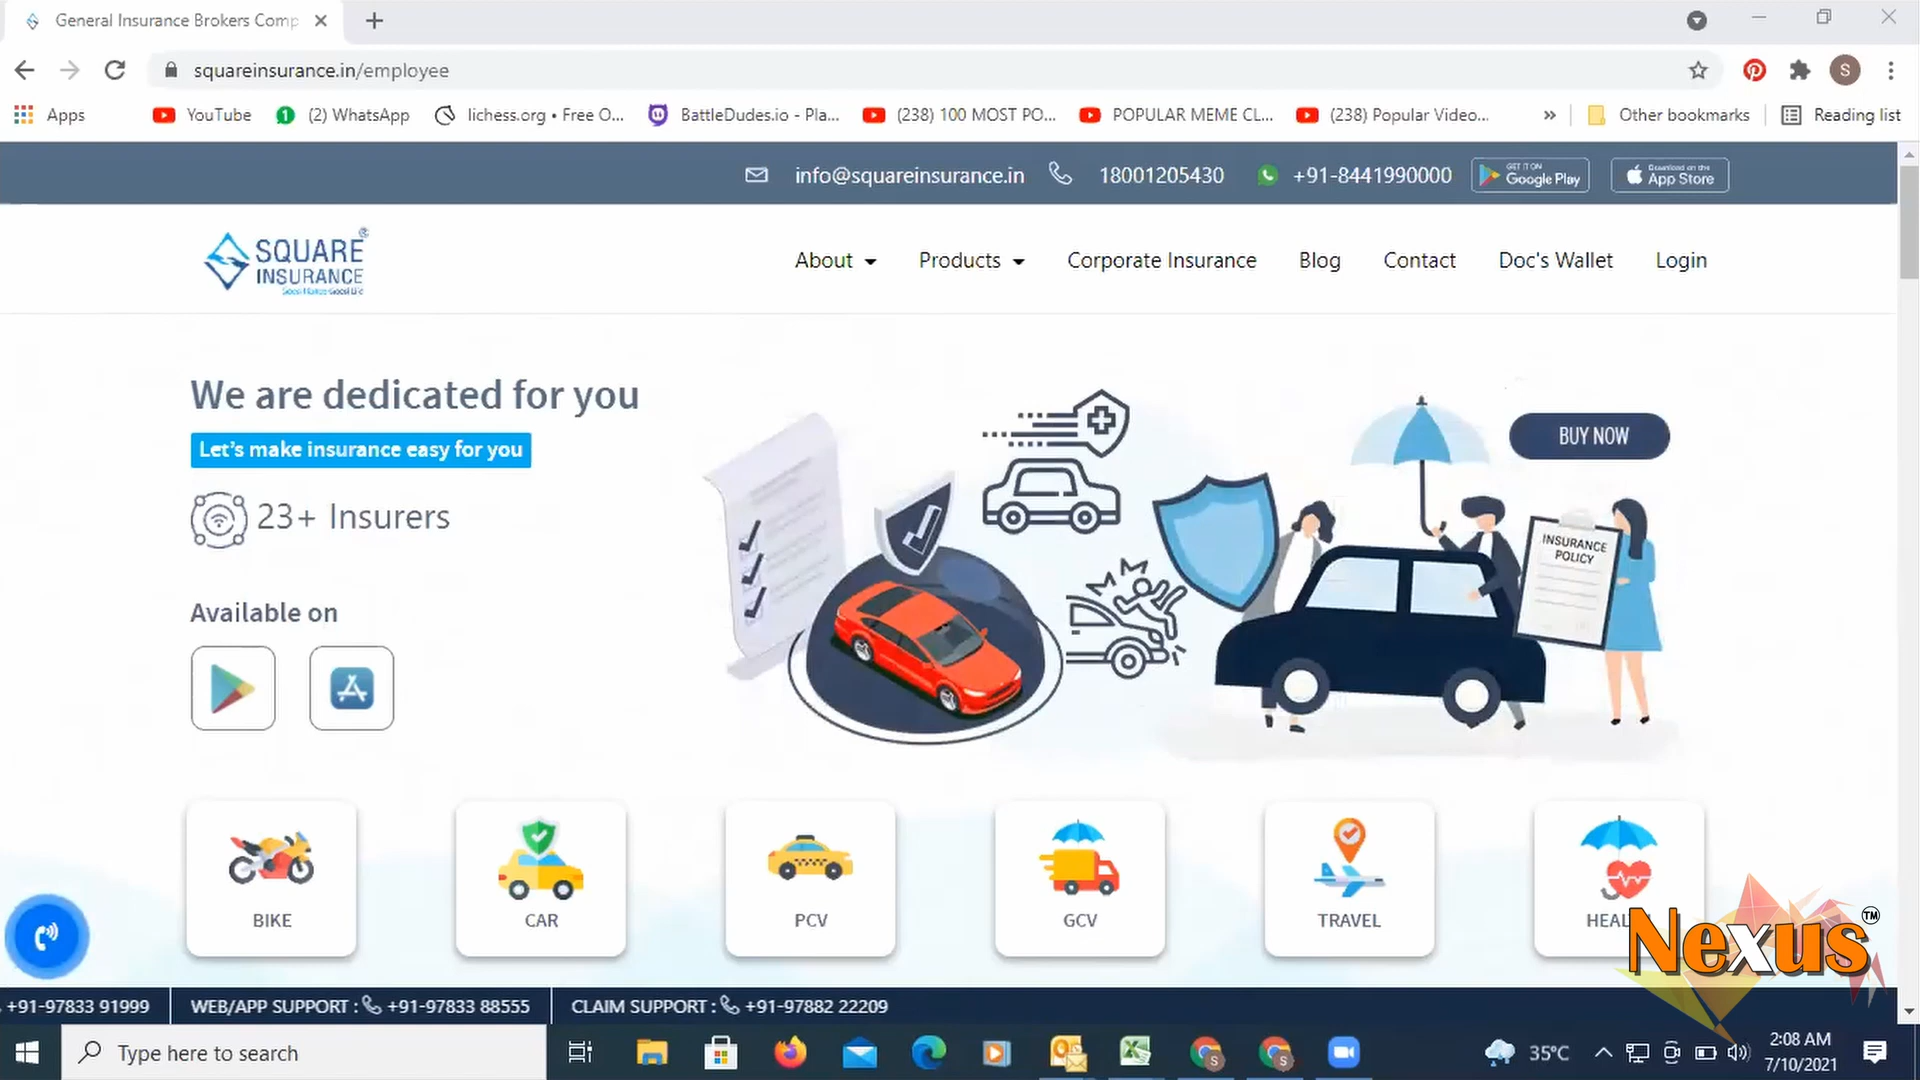 General Insurance Brokers Comp
squareinsurance.in/employee
S
Apps
YouTube
(2) WhatsApp
lichess.org • Free O...
BattleDudes.io - Pla...
(238) 100 MOST PO...
POPULAR MEME CL...
(238) Popular Video...
»
Other bookmarks
Reading list
info@squareinsurance.in
18001205430
+91-8441990000
GET IT ON
Google Play
Download on the
App Store
SQUARE®
INSURANCE
About
Products
Corporate Insurance
Blog
Contact
Doc's Wallet
Login
We are dedicated for you
Let's make insurance easy for you
23+ Insurers
Available on
BUY NOW
INSURANCE
POLICY
BIKE
CAR
PCV
GCV
TRAVEL
HEAL
Nexus™
+91-97833 91999
WEB/APP SUPPORT : +91-97833 88555
CLAIM SUPPORT : +91-97882 22209
Type here to search
35°C
2:08 AM
7/10/2021